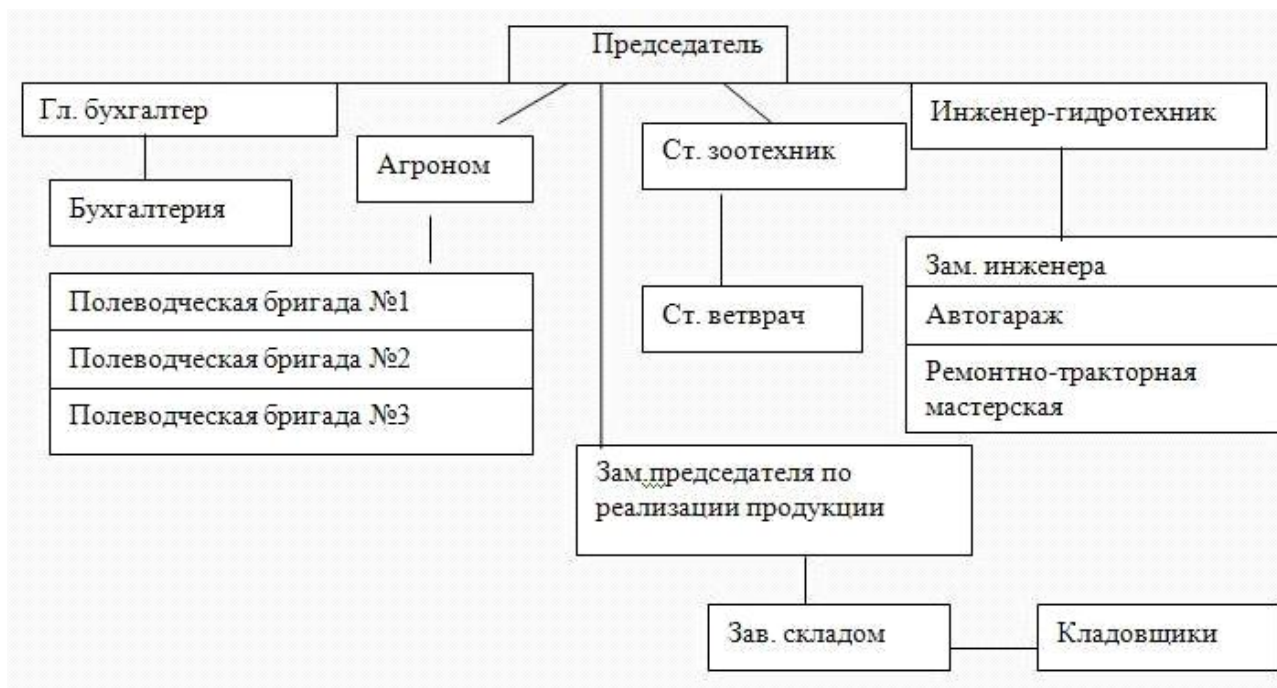 Председатель
Гл. бухгалтер
Инженер-гидротехник
Агроном
Ст. зоотехник
Бухгалтерия
Зам. инженера
Полеводческая бригада №1
Ст. ветврач
Автогараж
Полеводческая бригада №2
Ремонтно-тракторная
мастерская
Полеводческая бригада №3
Зам.председателя по
реализации продукции
Зав. складом
Кладовщики